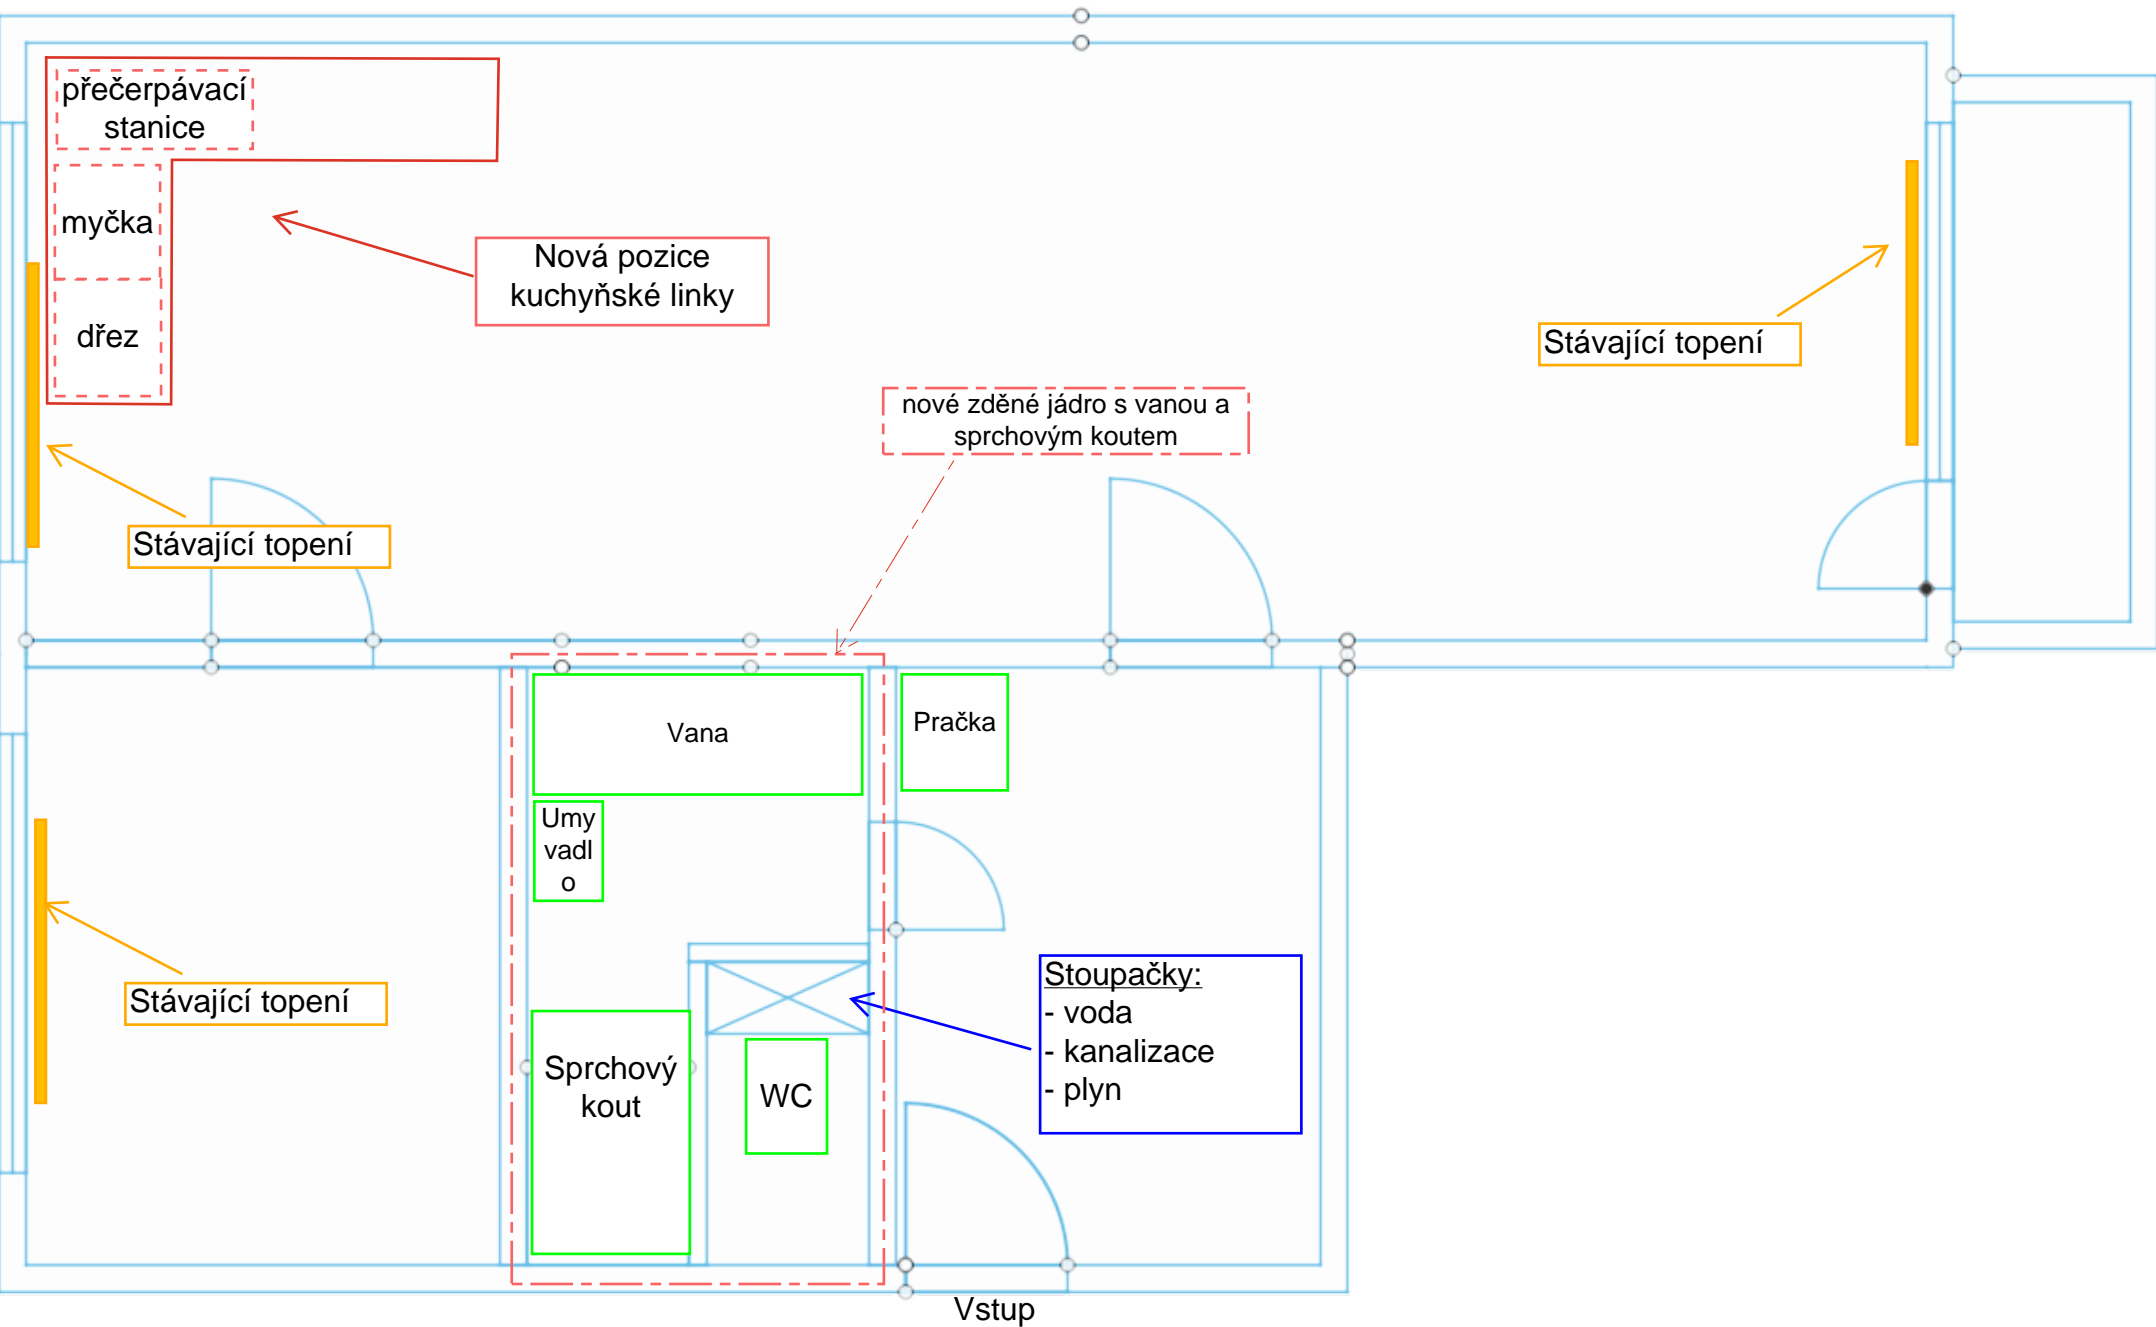 přečerpávací
stanice
myčka
dřez
Nová pozice
kuchyňské linky
Stávající topení
nové zděné jádro s vanou a
sprchovým koutem
Stávající topení
Vana
Pračka
Umy
vadl
o
Stávající topení
Stoupačky:
- voda
- kanalizace
- plyn
Sprchový
kout
WC
Vstup